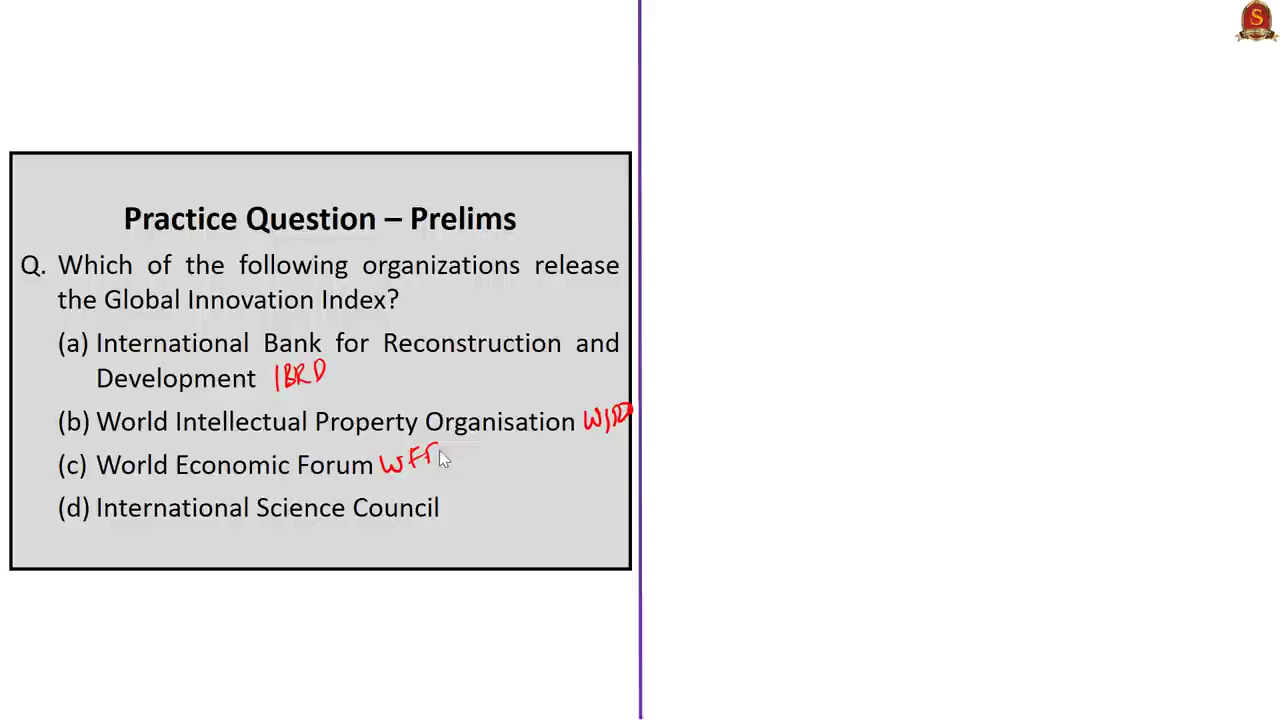 S
Practice Question – Prelims
Q. Which of the following organizations release
the Global Innovation Index?
(a) International Bank for Reconstruction and
Development IBRD
(b) World Intellectual Property Organisation WIPO
(c) World Economic Forum
(d) International Science Council